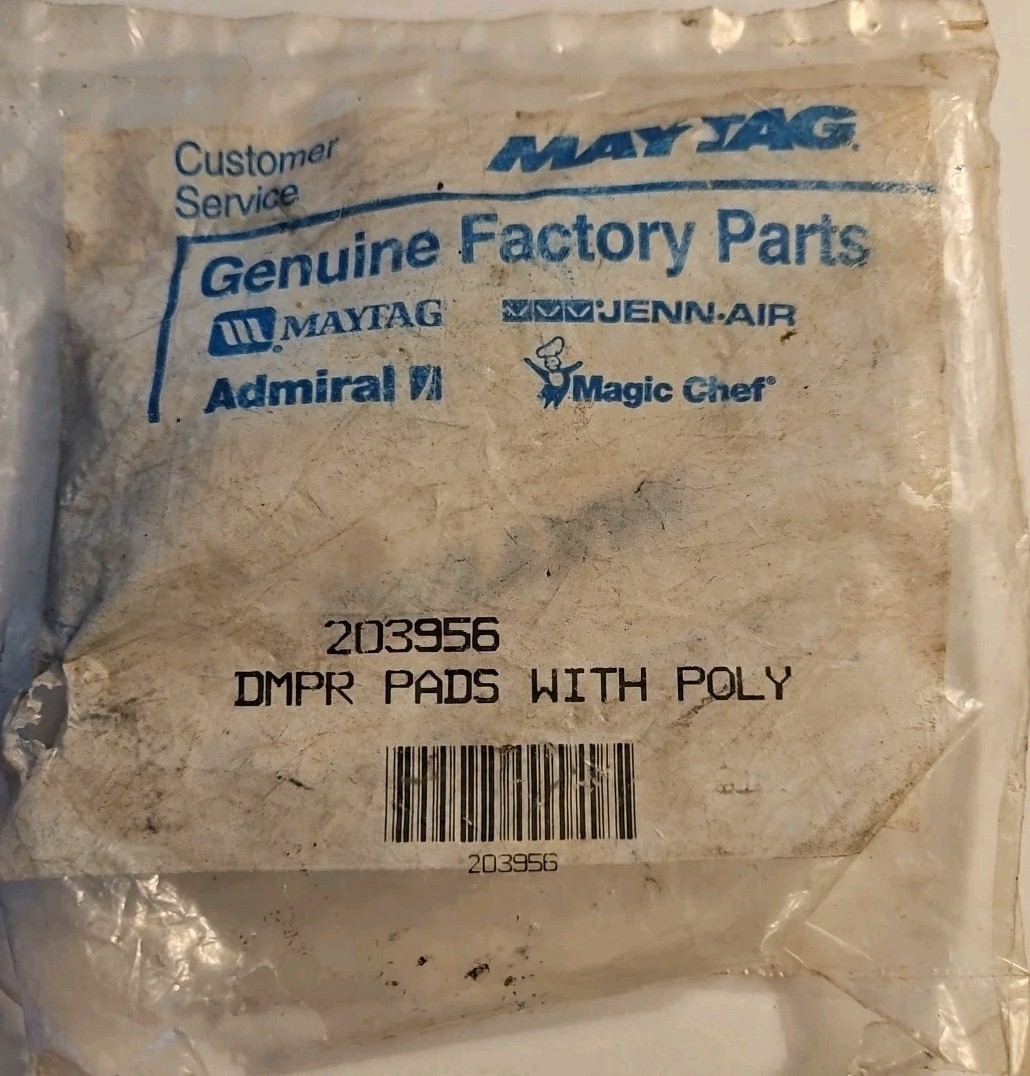 Customer
Service
MAYTAG
Genuine Factory Parts
MAYTAG
JENN-AIR
Admiral
Magic Chef®
203956
DMPR PADS WITH POLY
203956